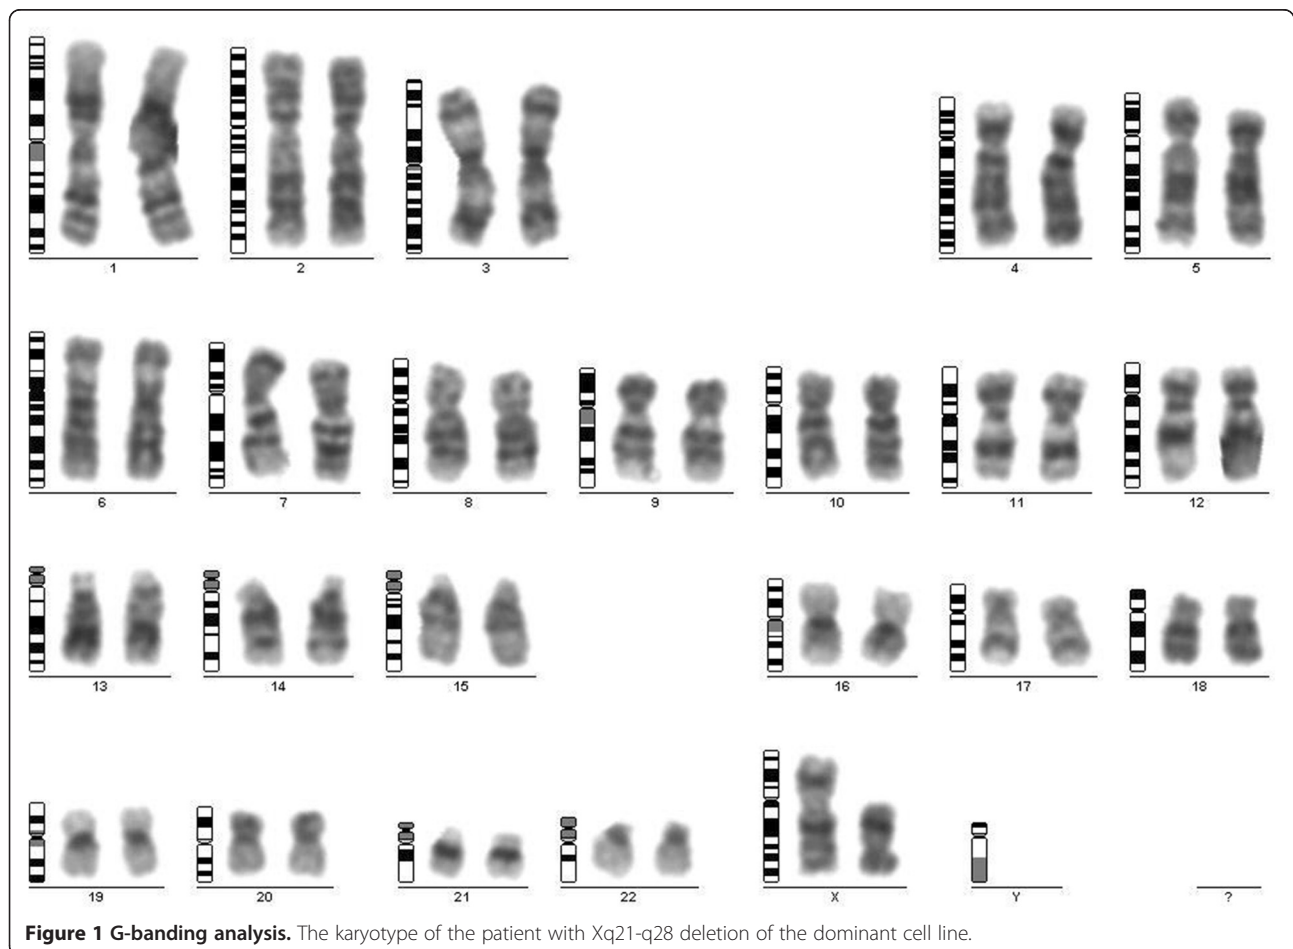 1 2 3 4 5
6 7 8 9 10 11 12
13 14 15 16 17 18
19 20 21 22 X Y ?
Figure 1 G-banding analysis. The karyotype of the patient with Xq21-q28 deletion of the dominant cell line.